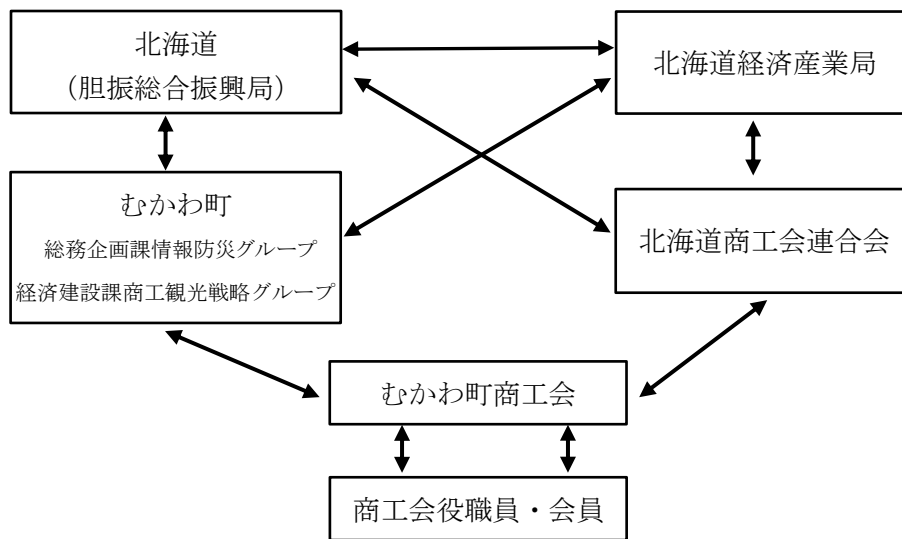 北海道
(胆振総合振興局)
北海道経済産業局
むかわ町
総務企画課情報防災グループ
経済建設課商工観光戦略グループ
北海道商工会連合会
むかわ町商工会
商工会役職員・会員